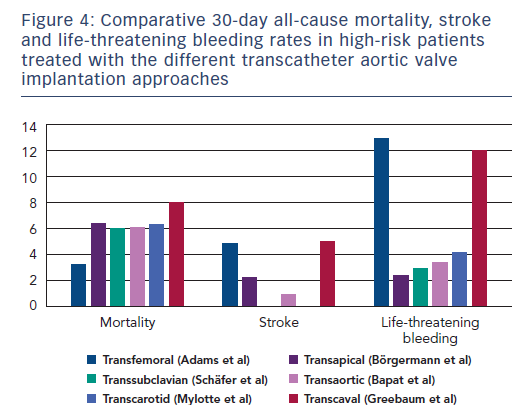 Figure 4: Comparative 30-day all-cause mortality, stroke
and life-threatening bleeding rates in high-risk patients
treated with the different transcatheter aortic valve
implantation approaches
14
12
10
8
6
4
2
0
Mortality
Stroke
Life-threatening
bleeding
Transfemoral (Adams et al)
Transapical (Börgermann et al)
Transsubclavian (Schäfer et al)
Transaortic (Bapat et al)
Transcarotid (Mylotte et al)
Transcaval (Greebaum et al)